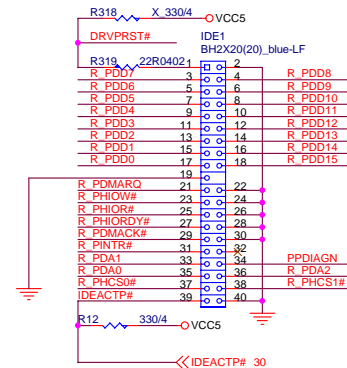 R318 X_330/4 VCC5
DRVPRST# IDE1
BH2X20(20)_blue-LF
R319 22R0402 1 2
R_PDD7 3 4 R_PDD8
R_PDD6 5 6 R_PDD9
R_PDD5 7 8 R_PDD10
R_PDD4 9 10 R_PDD11
R_PDD3 11 12 R_PDD12
R_PDD2 13 14 R_PDD13
R_PDD1 15 16 R_PDD14
R_PDD0 17 18 R_PDD15
19
R_PDMARQ 21 22
R_PHIOW# 23 24
R_PHIOR# 25 26
R_PHIORDY# 27 28
R_PDMACK# 29 30
R_PINTR# 31 32
R_PDA1 33 34 PPDIAGN
R_PDA0 35 36 R_PDA2
R_PHCS0# 37 38 R_PHCS1#
IDEACTP# 39 40
R12 330/4 VCC5
IDEACTP# 30